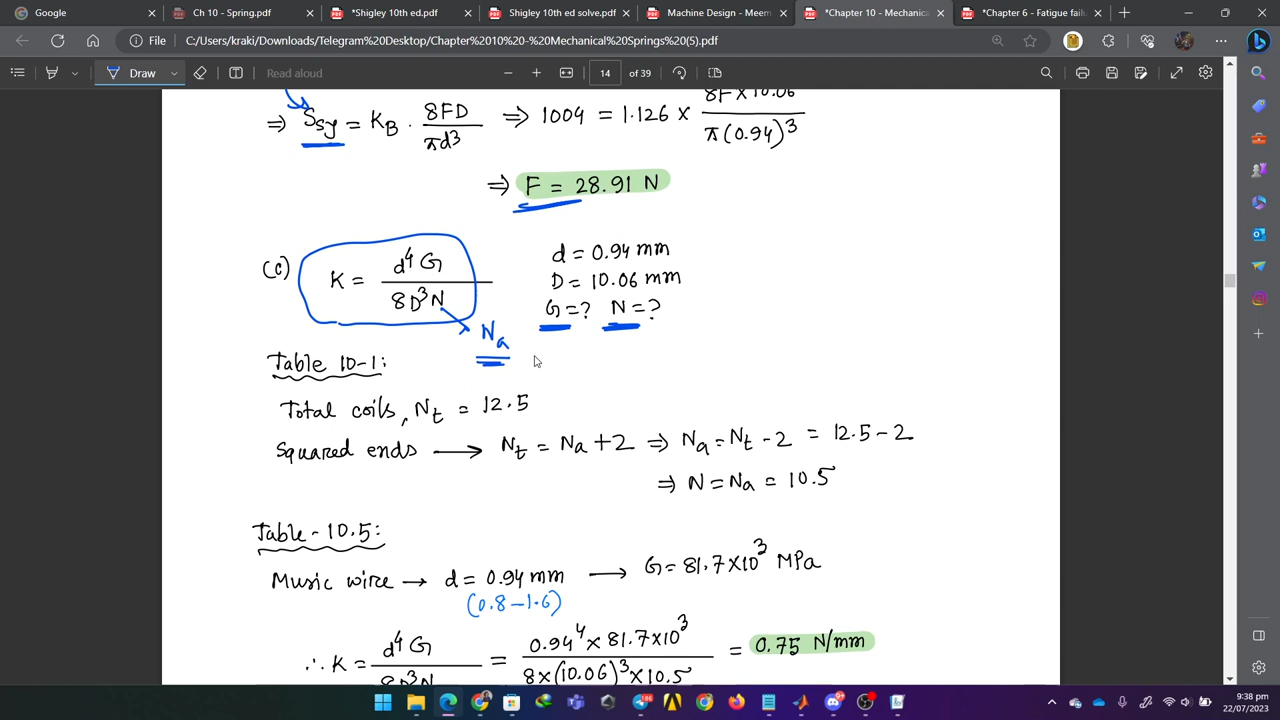 Google
Ch 10 - Spring.pdf
*Shigley 10th ed.pdf
Shigley 10th ed solve.pdf
Machine Design - Meem
*Chapter 10 - Mechanica
*Chapter 6 - Fatigue failu
File
C:/Users/kraki/Downloads/Telegram%20Desktop/Chapter%2010%20-%20Mechanical%20Springs%20(5).pdf
Draw
Read aloud
14 of 39
⇒ Ssy = KB · 8FD/πd³ ⇒ 1004 = 1.126 × 8F×10.06/π(0.94)³
⇒ F = 28.91 N
(c) K = d⁴G/8D³N
d = 0.94 mm
D = 10.06 mm
G = ? N = ?
Na
Table 10-1:
Total coils, Nt = 12.5
Squared ends → Nt = Na + 2 ⇒ Na = Nt - 2 = 12.5 - 2
⇒ N = Na = 10.5
Table - 10.5:
Music wire → d = 0.94 mm → G = 81.7×10³ MPa
(0.8 - 1.6)
∴ K = d⁴G/8D³N = 0.94⁴ × 81.7×10³/8×(10.06)³×10.5 = 0.75 N/mm
9:38 pm
22/07/2023